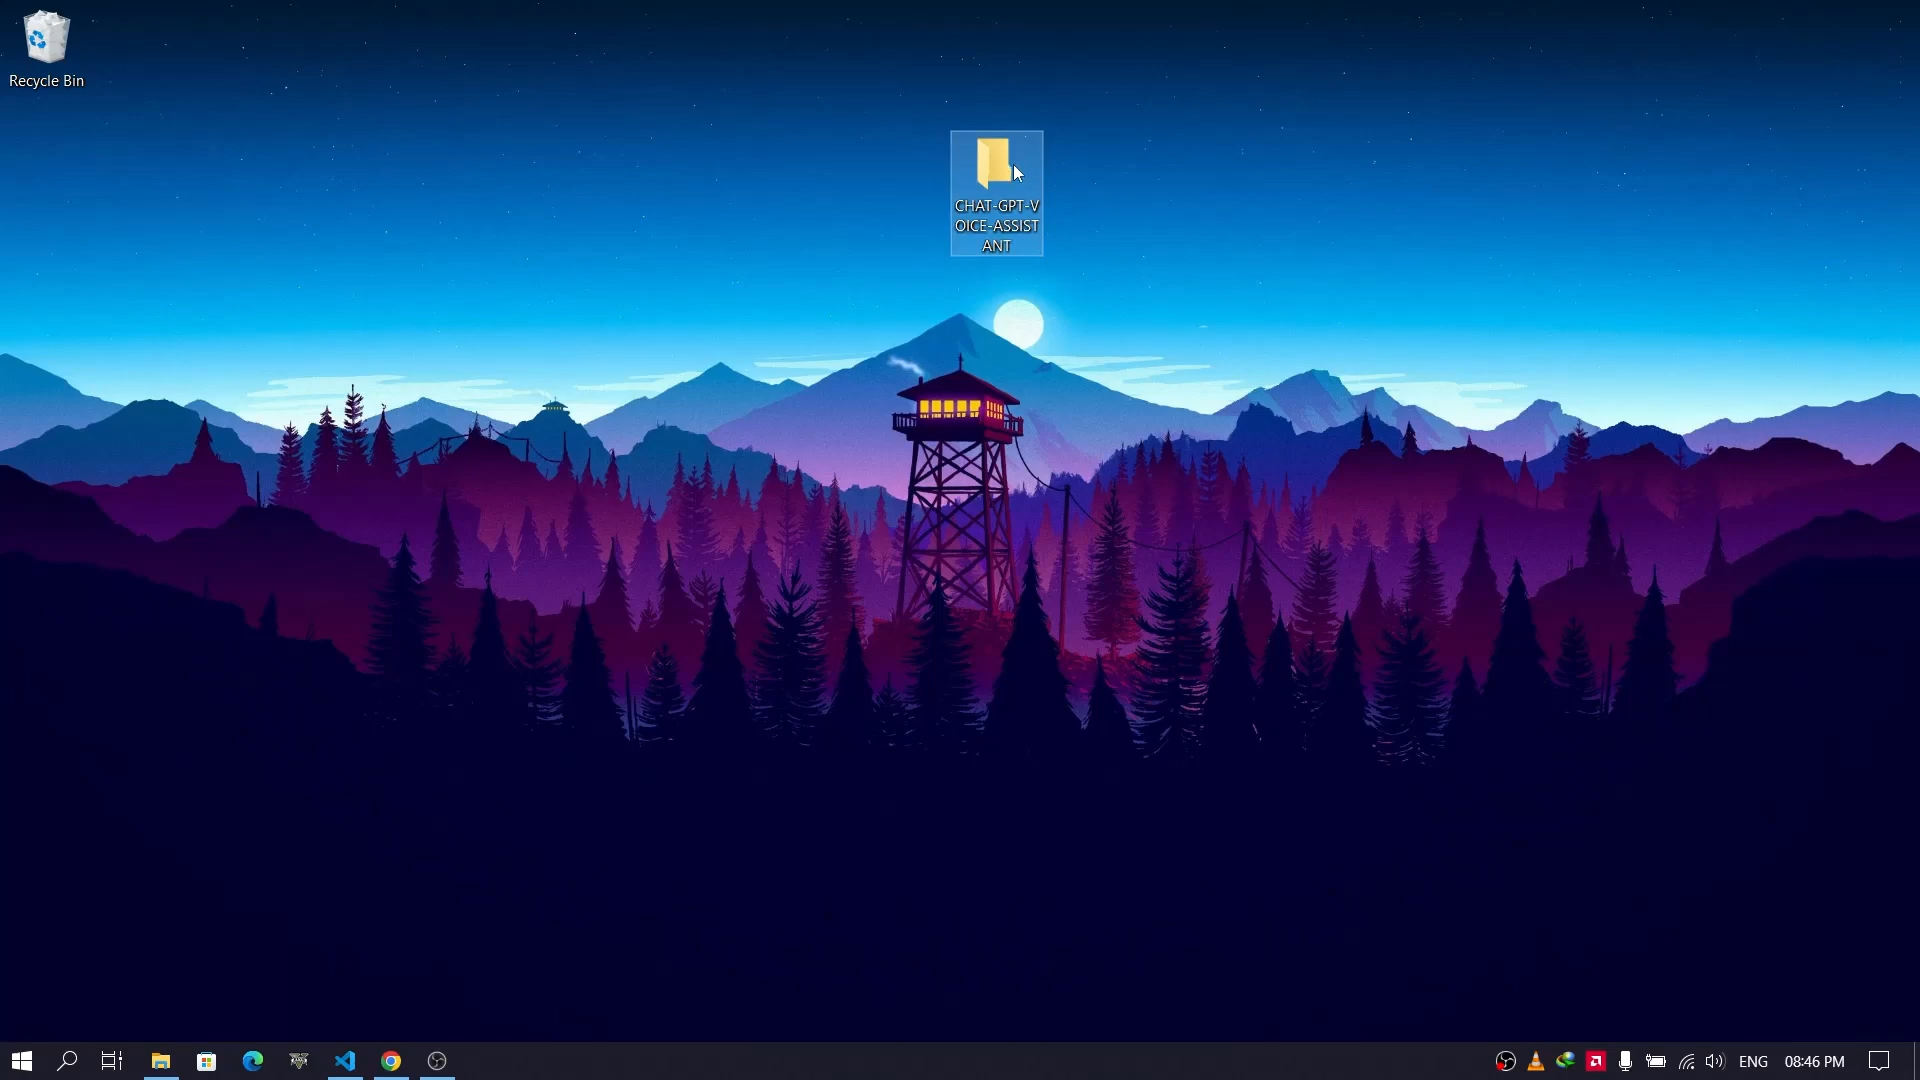 Recycle Bin
CHAT-GPT-V
OICE-ASSIST
ANT
ENG
08:46 PM